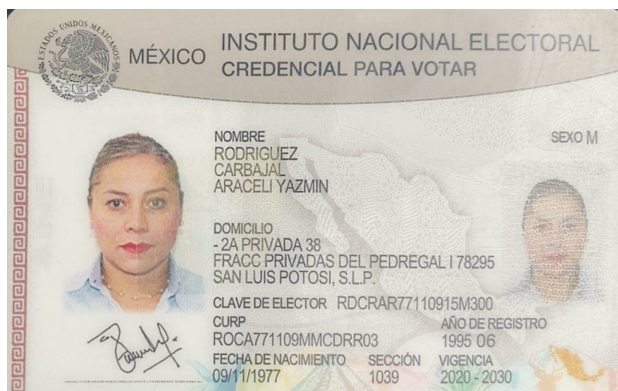 ESTADOS UNIDOS MEXICANOS
MÉXICO
INSTITUTO NACIONAL ELECTORAL
CREDENCIAL PARA VOTAR
NOMBRE
SEXO M
RODRIGUEZ
CARBAJAL
ARACELI YAZMIN
DOMICILIO
- 2A PRIVADA 38
FRACC PRIVADAS DEL PEDREGAL I 78295
SAN LUIS POTOSI, S.L.P.
CLAVE DE ELECTOR RDCRAR77110915M300
CURP AÑO DE REGISTRO
ROCA771109MMCDRR03 1995 06
FECHA DE NACIMIENTO SECCIÓN VIGENCIA
09/11/1977 1039 2020 - 2030